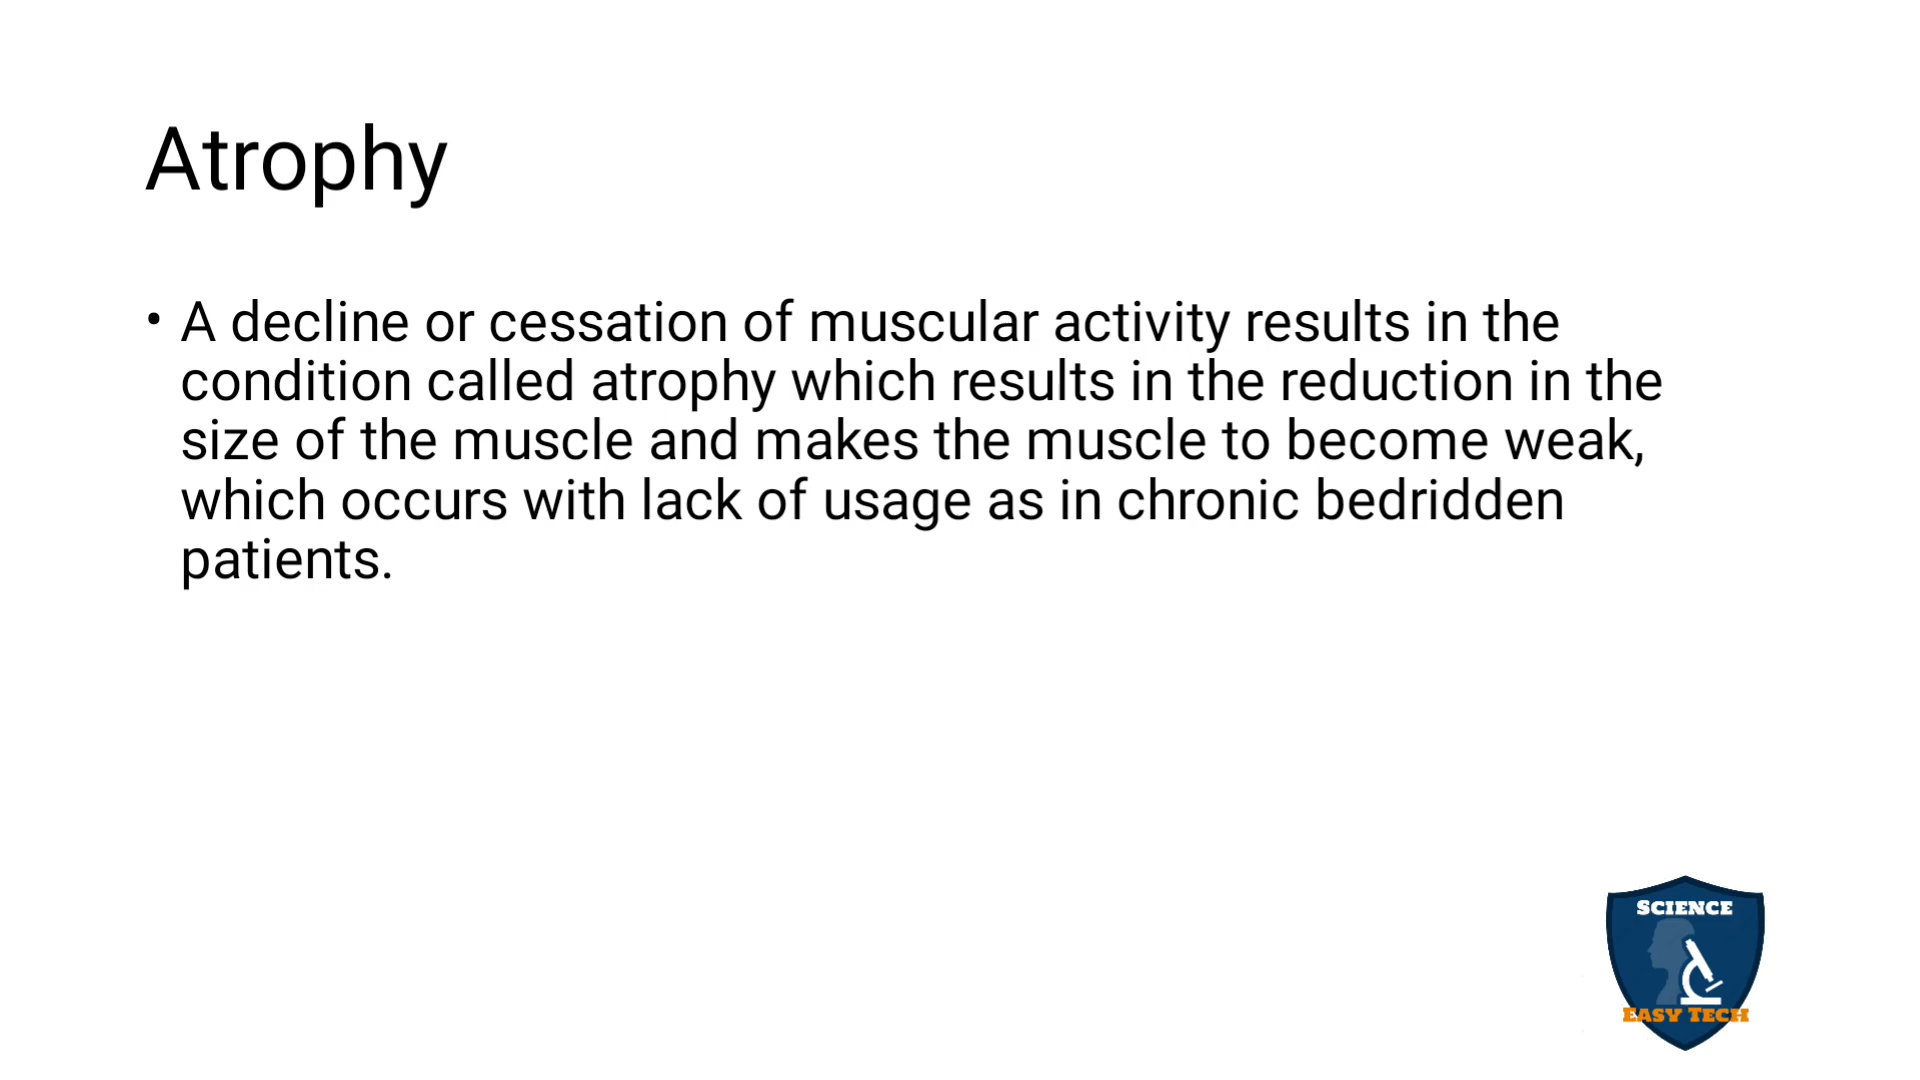 Atrophy
• A decline or cessation of muscular activity results in the
condition called atrophy which results in the reduction in the
size of the muscle and makes the muscle to become weak,
which occurs with lack of usage as in chronic bedridden
patients.
SCIENCE
EASY TECH